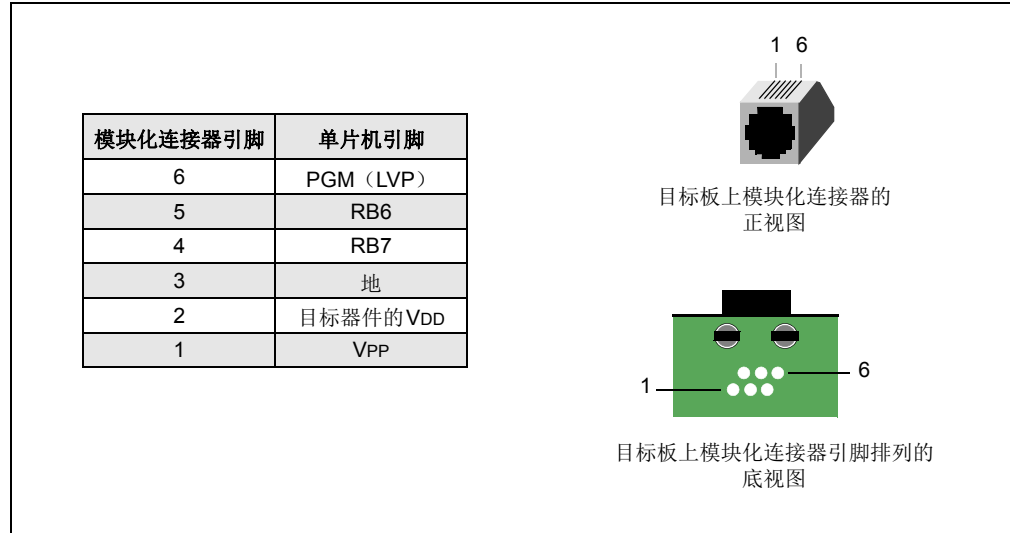 模块化连接器引脚 单片机引脚
6 PGM（LVP）
5 RB6
4 RB7
3 地
2 目标器件的VDD
1 VPP
1 6
目标板上模块化连接器的
正视图
6
1
目标板上模块化连接器引脚排列的
底视图